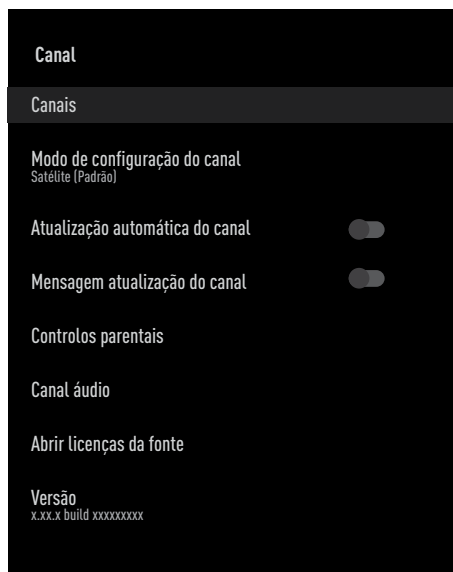 Canal
Canais
Modo de configuração do canal
Satélite (Padrão)
Atualização automática do canal
Mensagem atualização do canal
Controlos parentais
Canal áudio
Abrir licenças da fonte
Versão
x.xx.x build xxxxxxxxx